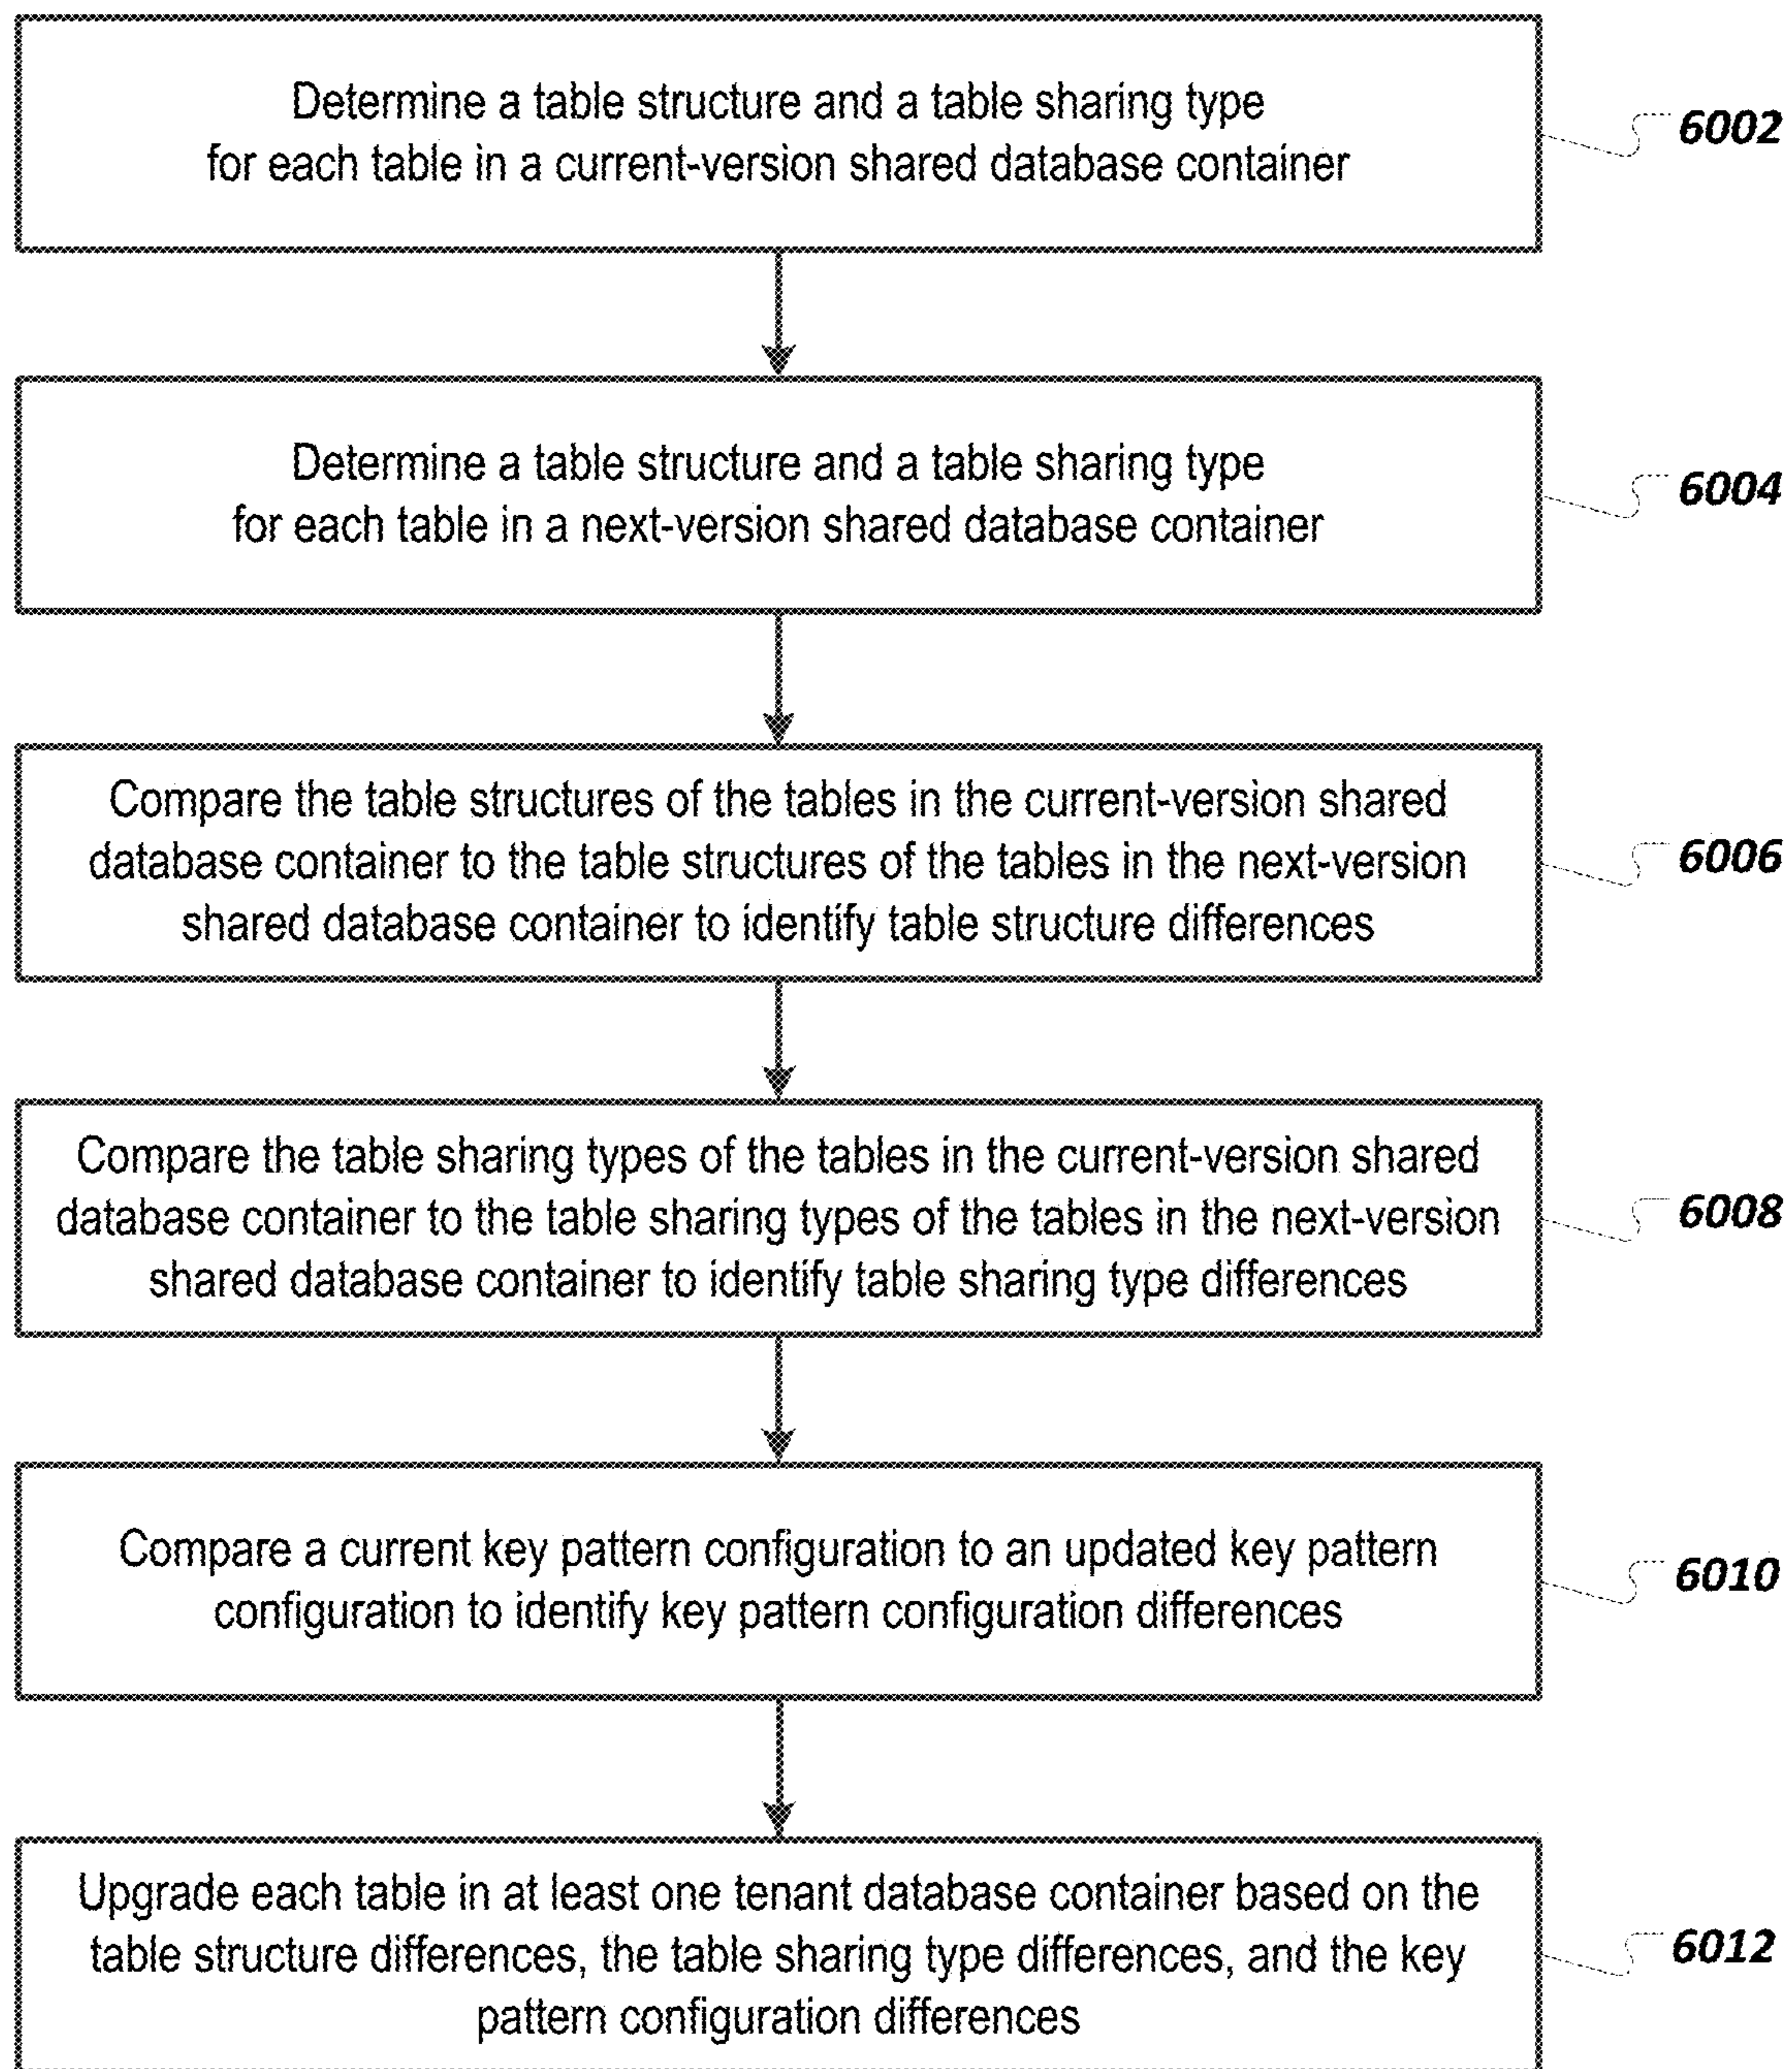 Determine a table structure and a table sharing type
for each table in a current-version shared database container
6002
Determine a table structure and a table sharing type
for each table in a next-version shared database container
6004
Compare the table structures of the tables in the current-version shared
database container to the table structures of the tables in the next-version
shared database container to identify table structure differences
6006
Compare the table sharing types of the tables in the current-version shared
database container to the table sharing types of the tables in the next-version
shared database container to identify table sharing type differences
6008
Compare a current key pattern configuration to an updated key pattern
configuration to identify key pattern configuration differences
6010
Upgrade each table in at least one tenant database container based on the
table structure differences, the table sharing type differences, and the key
pattern configuration differences
6012